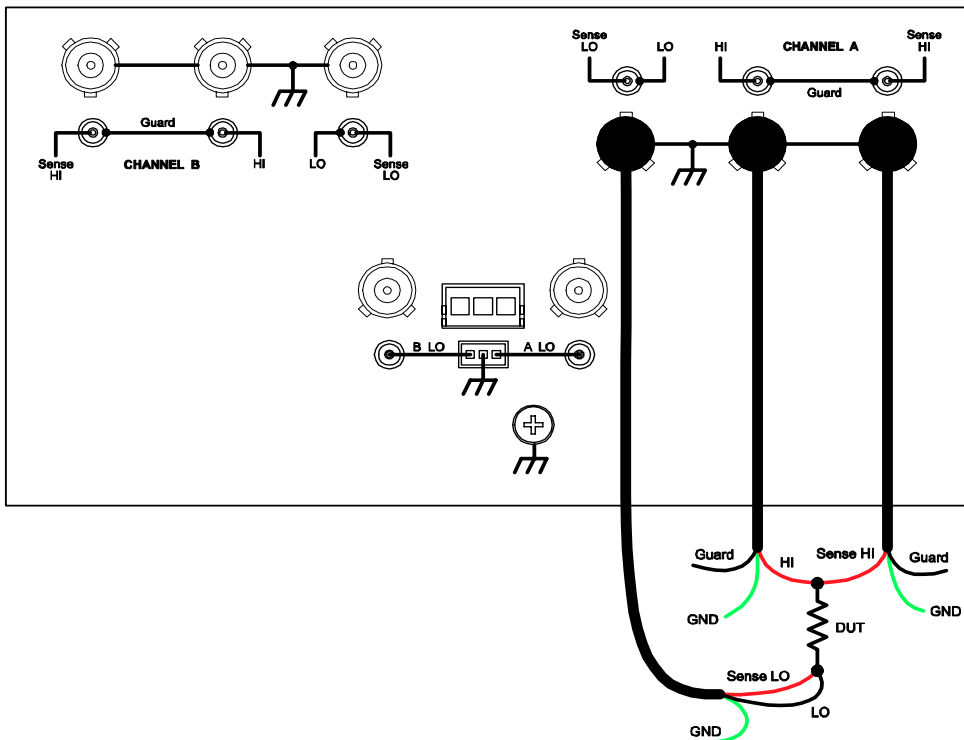 Sense
LO
LO
HI
CHANNEL A
Sense
HI
Guard
Guard
Sense
HI
CHANNEL B
HI
LO
Sense
LO
B LO
A LO
Guard
HI
Sense HI
Guard
GND
GND
DUT
Sense LO
LO
GND